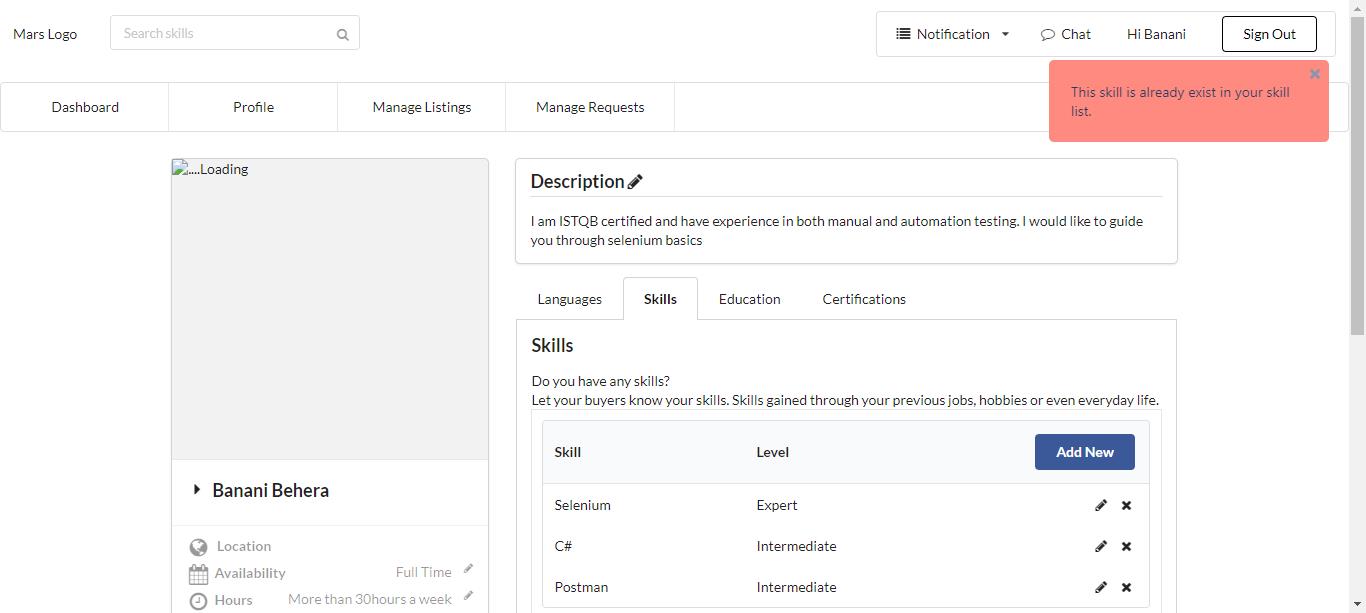 Mars Logo
Search skills
Notification
Chat
Hi Banani
Sign Out
This skill is already exist in your skill
list.
Dashboard
Profile
Manage Listings
Manage Requests
....Loading
Description
I am ISTQB certified and have experience in both manual and automation testing. I would like to guide
you through selenium basics
Languages
Skills
Education
Certifications
Skills
Do you have any skills?
Let your buyers know your skills. Skills gained through your previous jobs, hobbies or even everyday life.
Skill Level Add New
Selenium Expert
C# Intermediate
Postman Intermediate
Banani Behera
Location
Availability Full Time
Hours More than 30hours a week